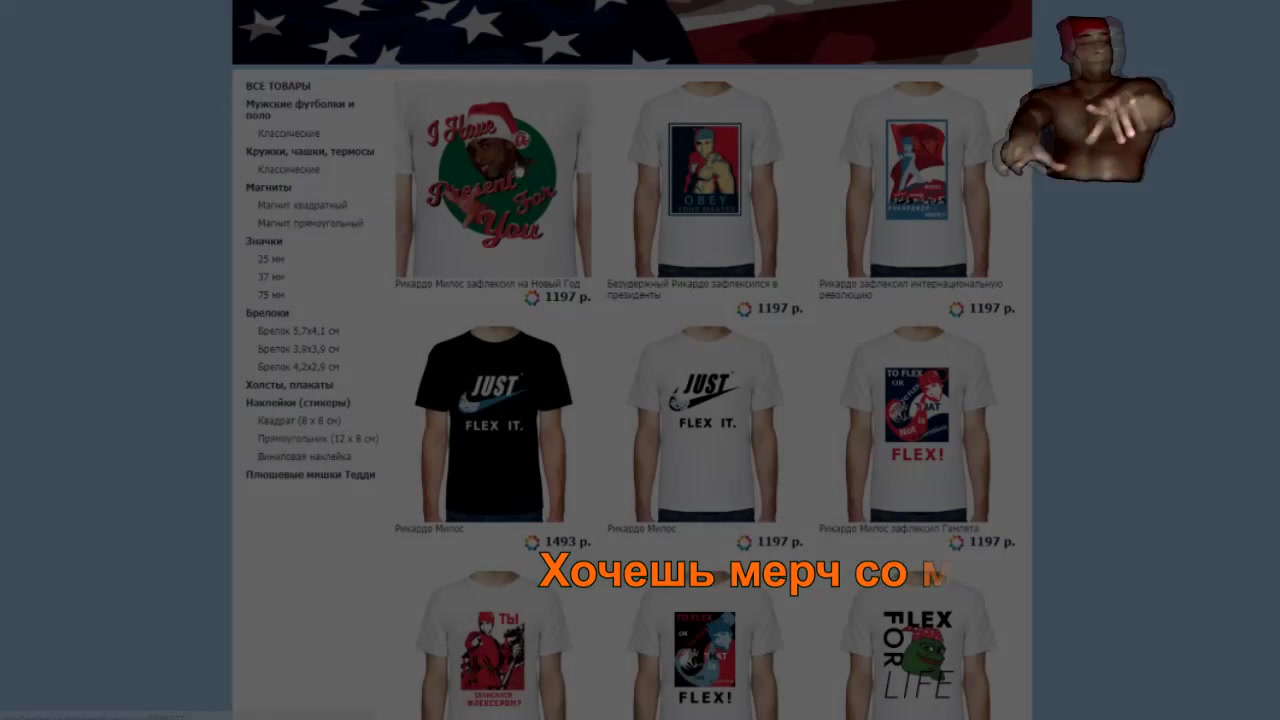 ВСЕ ТОВАРЫ
Мужские футболки и
поло
Классические
Кружки, чашки, термосы
Классические
Магниты
Магнит квадратный
Магнит прямоугольный
Значки
25 мм
37 мм
75 мм
Брелоки
Брелок 5,7х4,1 см
Брелок 3,9х3,9 см
Брелок 4,2х2,9 см
Холсты, плакаты
Наклейки (стикеры)
Квадрат (8 х 8 см)
Прямоугольник (12 х 8 см)
Виниловая наклейка
Плюшевые мишки Тедди
I Have a
Present For
You
Рикардо Милос зафлексил на Новый Год
1197 р.
OBEY
Безудержный Рикардо зафлексился в
президенты
1197 р.
Рикардо зафлексил интернациональную
революцию
1197 р.
JUST
FLEX IT.
Рикардо Милос
1493 р.
JUST
FLEX IT.
Рикардо Милос
1197 р.
TO FLEX
OR
THAT
is
Not
FLEX!
Рикардо Милос зафлексил Гамлета
1197 р.
Хочешь мерч со м
ТЫ
ЗАПИСАЛСЯ
ФЛЕКСЕРОМ?
TO FLEX
OR
THAT
is
FLEX!
FLEX
FOR
LIFE